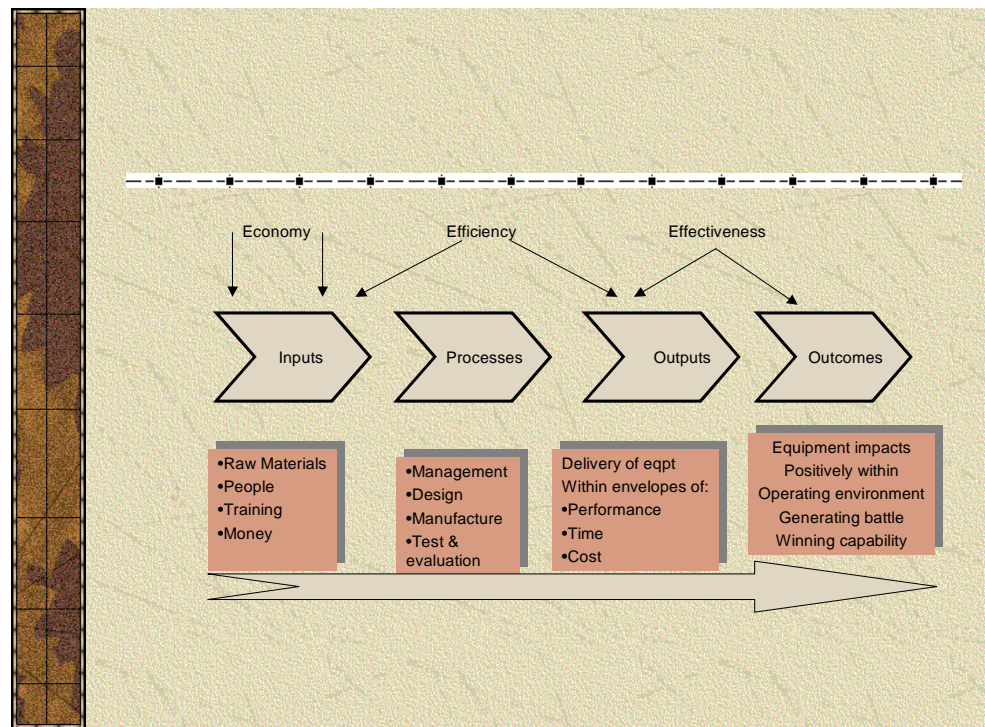 Economy
Efficiency
Effectiveness
Inputs
Processes
Outputs
Outcomes
•Raw Materials
•People
•Training
•Money
•Management
•Design
•Manufacture
•Test &
evaluation
Delivery of eqpt
Within envelopes of:
•Performance
•Time
•Cost
Equipment impacts
Positively within
Operating environment
Generating battle
Winning capability